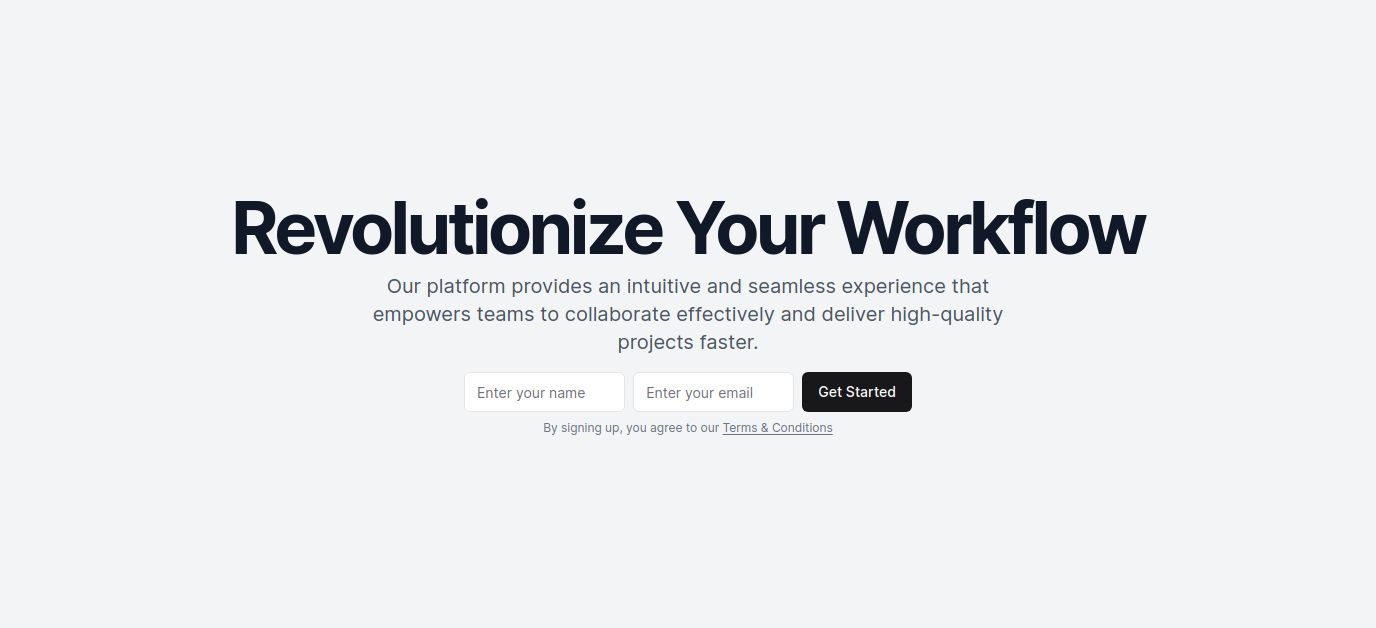 Revolutionize Your Workflow
Our platform provides an intuitive and seamless experience that
empowers teams to collaborate effectively and deliver high-quality
projects faster.
Enter your name
Enter your email
Get Started
By signing up, you agree to our Terms & Conditions